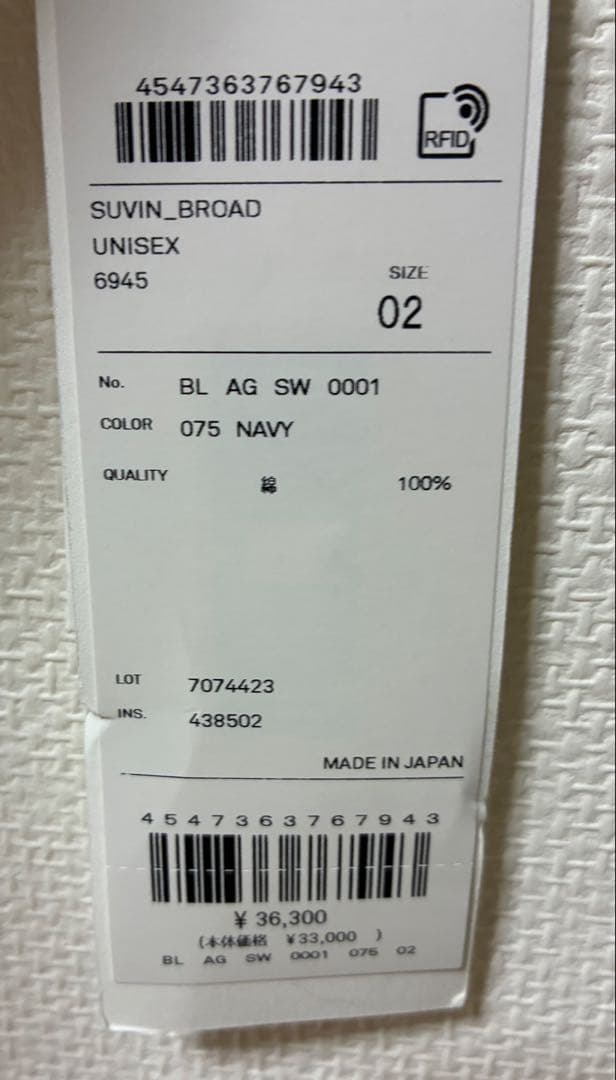 4547363767943
RFID
SUVIN_BROAD
UNISEX
6945
SIZE
02
No. BL AG SW 0001
COLOR 075 NAVY
QUALITY 綿 100%
LOT 7074423
INS. 438502
MADE IN JAPAN
4547363767943
¥ 36,300
(本体価格 ¥33,000 )
BL AG SW 0001 075 02